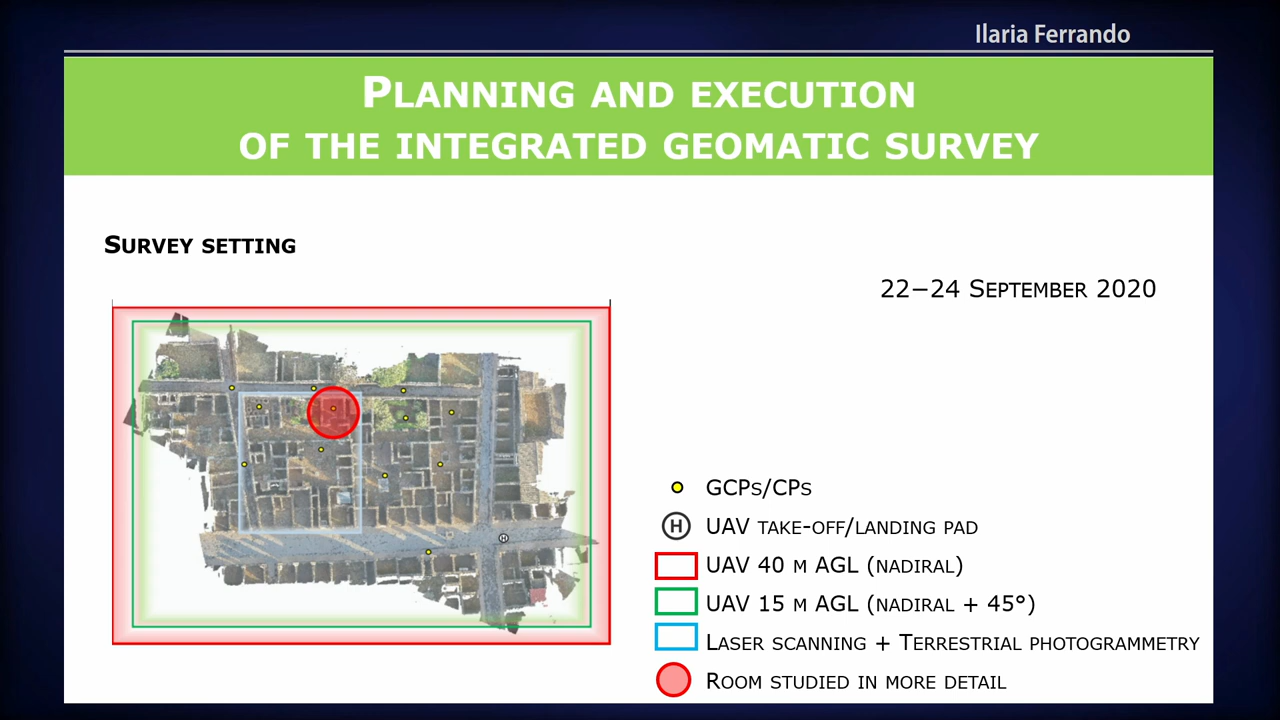 Ilaria Ferrando
Planning and execution
of the integrated geomatic survey
Survey setting
22–24 September 2020
GCPs/CPs
H UAV take-off/landing pad
UAV 40 m AGL (nadiral)
UAV 15 m AGL (nadiral + 45°)
Laser scanning + Terrestrial photogrammetry
Room studied in more detail